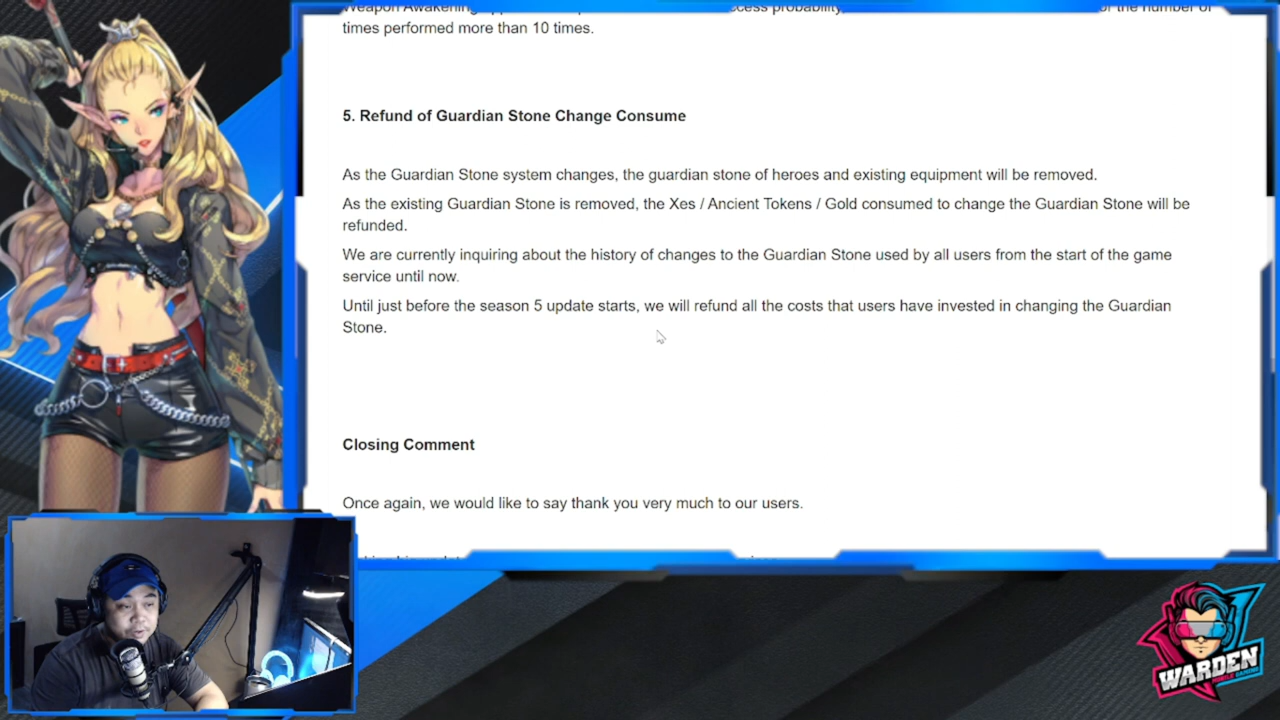 Weapon Awakening
times performed more than 10 times.
5. Refund of Guardian Stone Change Consume
As the Guardian Stone system changes, the guardian stone of heroes and existing equipment will be removed.
As the existing Guardian Stone is removed, the Xes / Ancient Tokens / Gold consumed to change the Guardian Stone will be
refunded.
We are currently inquiring about the history of changes to the Guardian Stone used by all users from the start of the game
service until now.
Until just before the season 5 update starts, we will refund all the costs that users have invested in changing the Guardian
Stone.
Closing Comment
Once again, we would like to say thank you very much to our users.
WARDEN
MOBILE GAMING